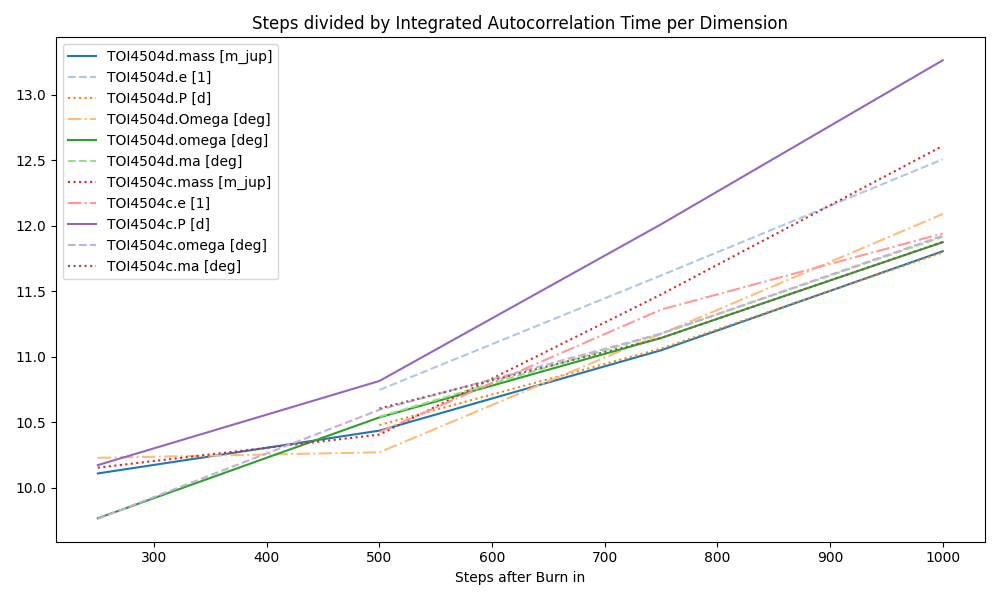 Steps divided by Integrated Autocorrelation Time per Dimension
TOI4504d.mass [m_jup]
TOI4504d.e [1]
TOI4504d.P [d]
TOI4504d.Omega [deg]
TOI4504d.omega [deg]
TOI4504d.ma [deg]
TOI4504c.mass [m_jup]
TOI4504c.e [1]
TOI4504c.P [d]
TOI4504c.omega [deg]
TOI4504c.ma [deg]
13.0
12.5
12.0
11.5
11.0
10.5
10.0
300
400
500
600
700
800
900
1000
Steps after Burn in